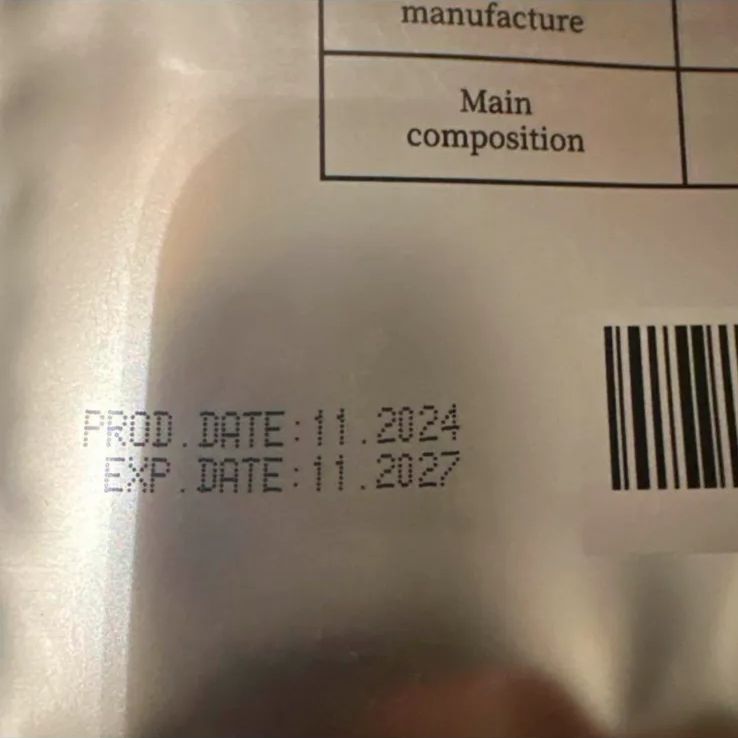 manufacture
Main
composition
PROD.DATE:11.2024
EXP.DATE:11.2027